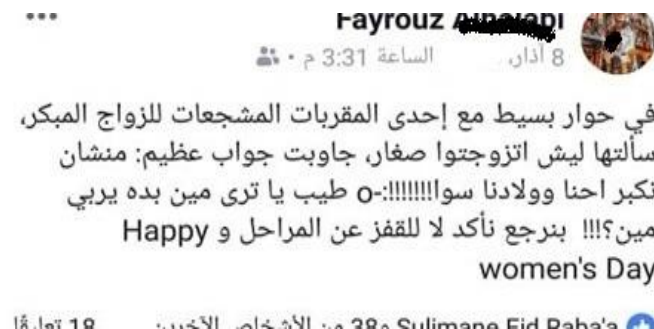 Fayrouz
8 آذار، الساعة 3:31 م ·
في حوار بسيط مع إحدى المقربات المشجعات للزواج المبكر،
سألتها ليش اتزوجتوا صغار، جاوبت جواب عظيم: منشان
نكبر احنا وولادنا سوا!!!!!!!!:-o طيب يا ترى مين بده يربي
مين؟!!! بنرجع نأكد لا للقفز عن المراحل و Happy
women's Day
Sulimane Eid Raba'a و38 من الأشخاص الآخرين 18 تعليقًا